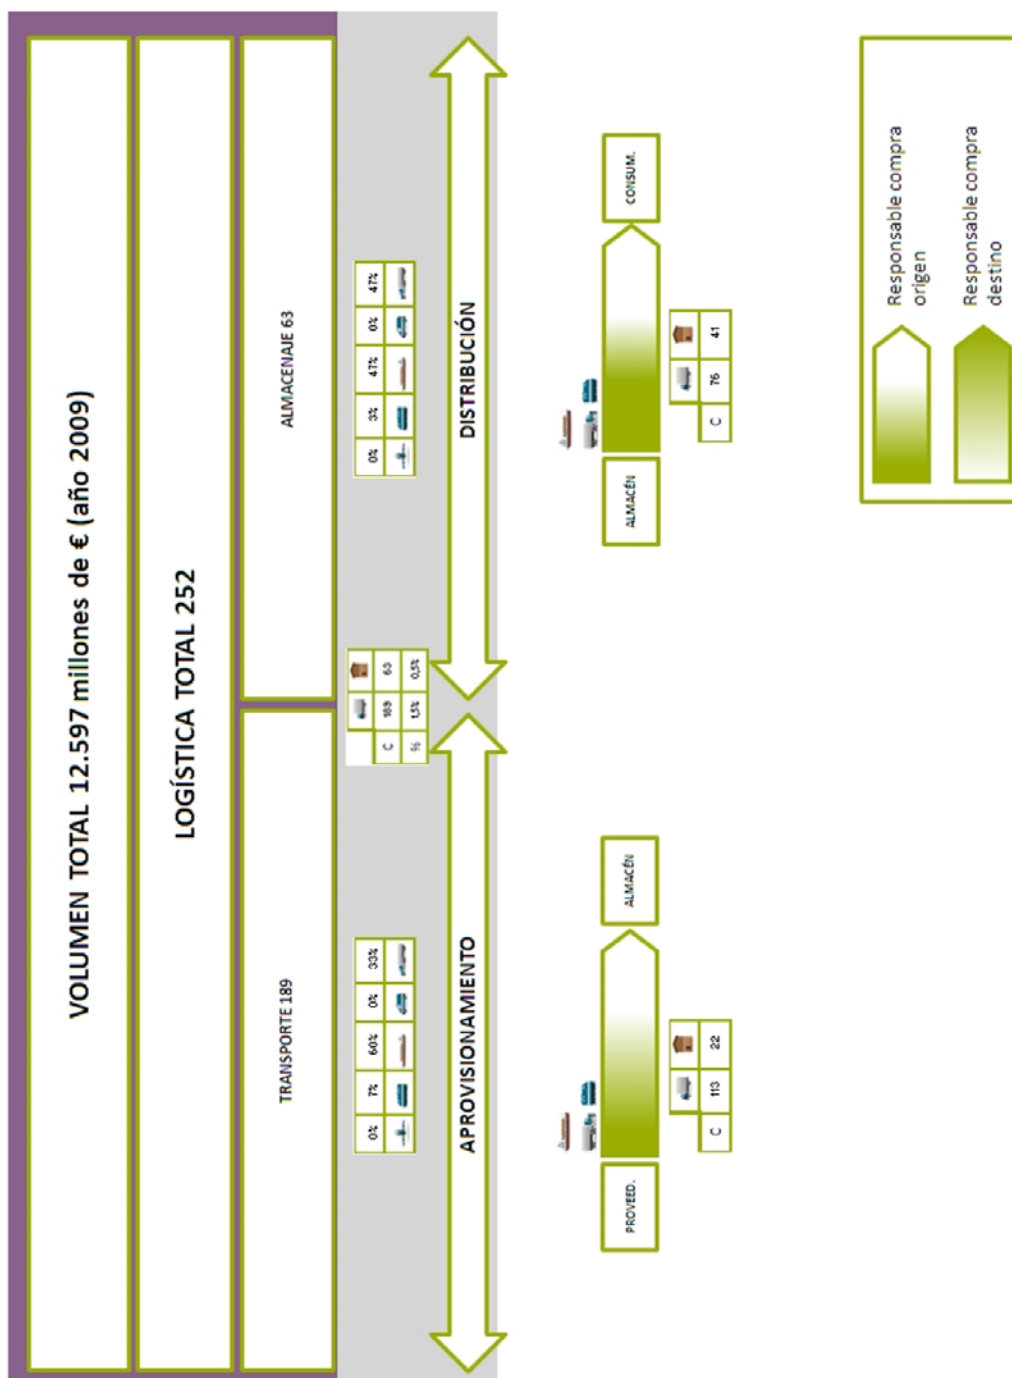 VOLUMEN TOTAL 12.597 millones de € (año 2009)
LOGÍSTICA TOTAL 252
TRANSPORTE 189
ALMACENAJE 63
0% 7% 60% 0% 33%
C 189 63
% 1,5% 0,5%
0% 3% 47% 0% 47%
APROVISIONAMIENTO
DISTRIBUCIÓN
PROVEED.
ALMACÉN
C 113 22
ALMACÉN
CONSUM.
C 76 41
Responsable compra
origen
Responsable compra
destino